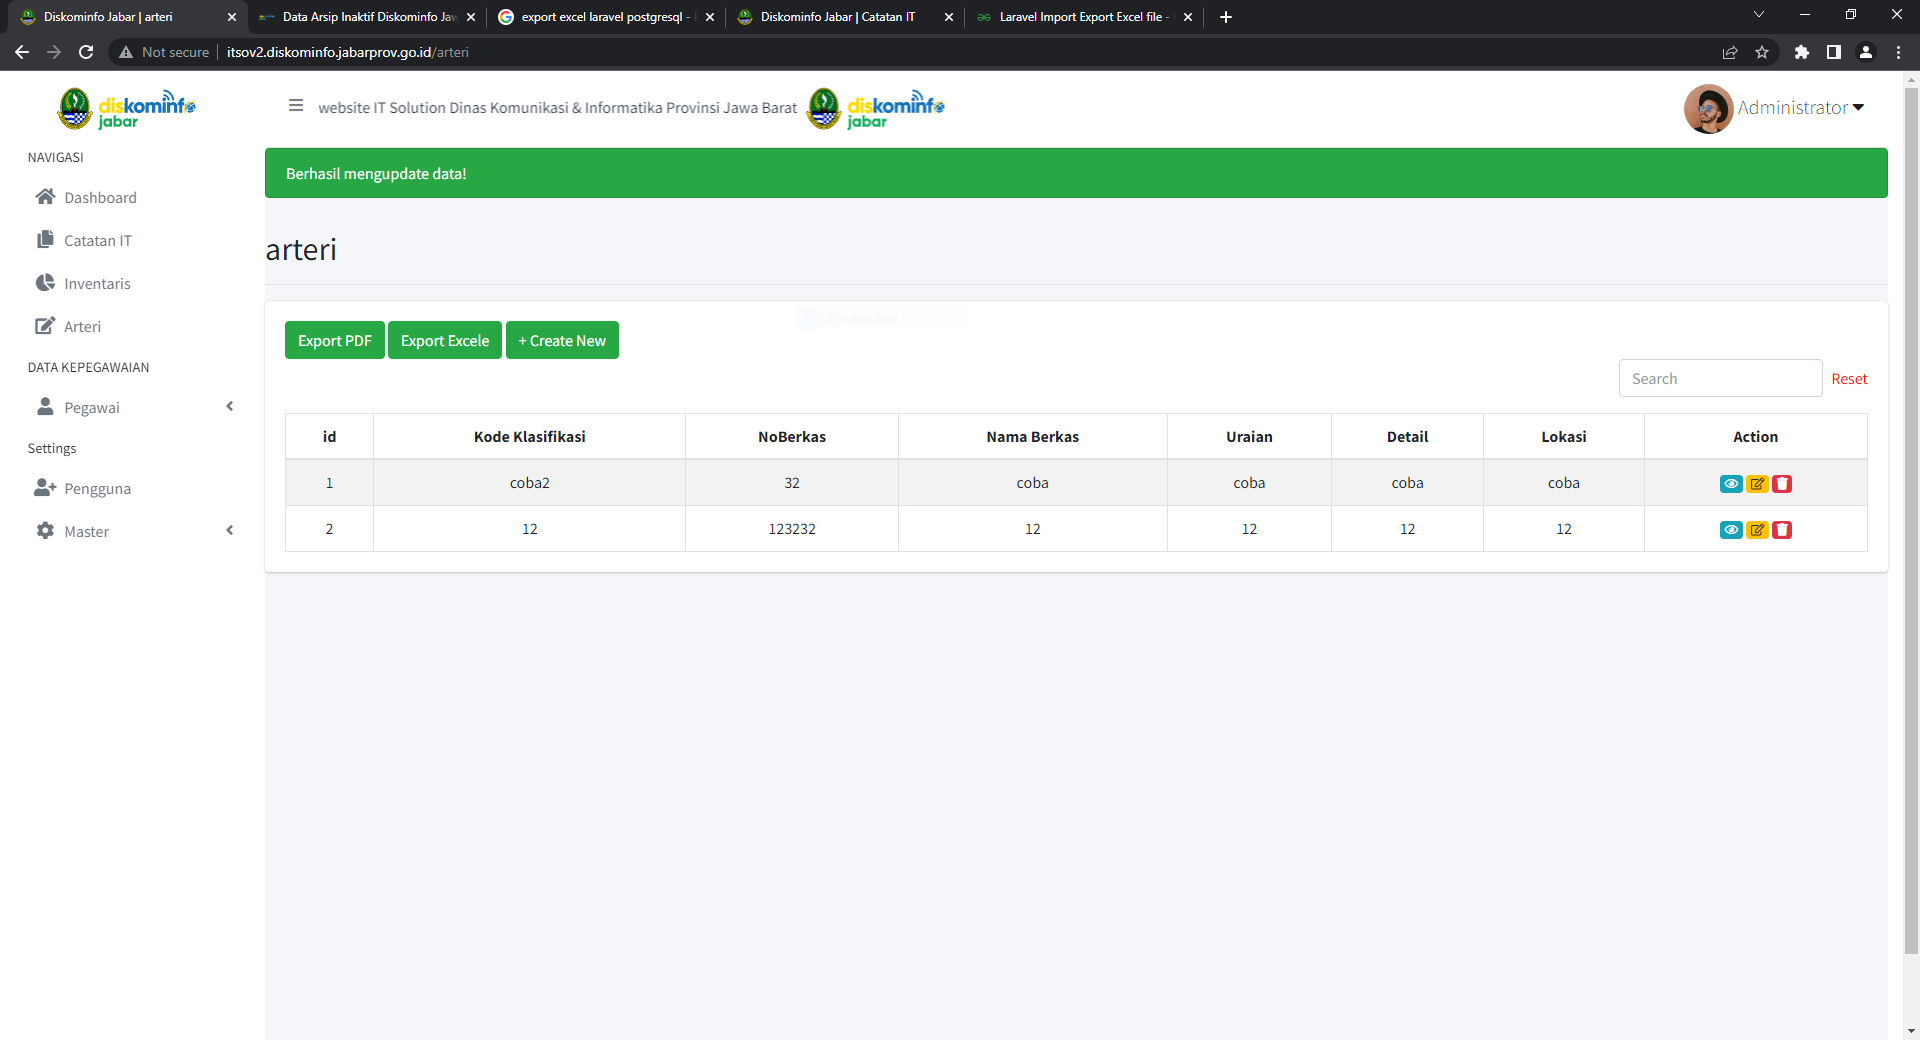 Diskominfo Jabar | arteri
Data Arsip Inaktif Diskominfo Jaw
export excel laravel postgresql -
Diskominfo Jabar | Catatan IT
Laravel Import Export Excel file -
Not secure
itsov2.diskominfo.jabarprov.go.id/arteri
diskominfo
jabar
website IT Solution Dinas Komunikasi & Informatika Provinsi Jawa Barat
diskominfo
jabar
Administrator
NAVIGASI
Dashboard
Catatan IT
Inventaris
Arteri
DATA KEPEGAWAIAN
Pegawai
Settings
Pengguna
Master
Berhasil mengupdate data!
arteri
Window Snip
Export PDF Export Excele + Create New
Search Reset
id Kode Klasifikasi NoBerkas Nama Berkas Uraian Detail Lokasi Action
1 coba2 32 coba coba coba coba
2 12 123232 12 12 12 12